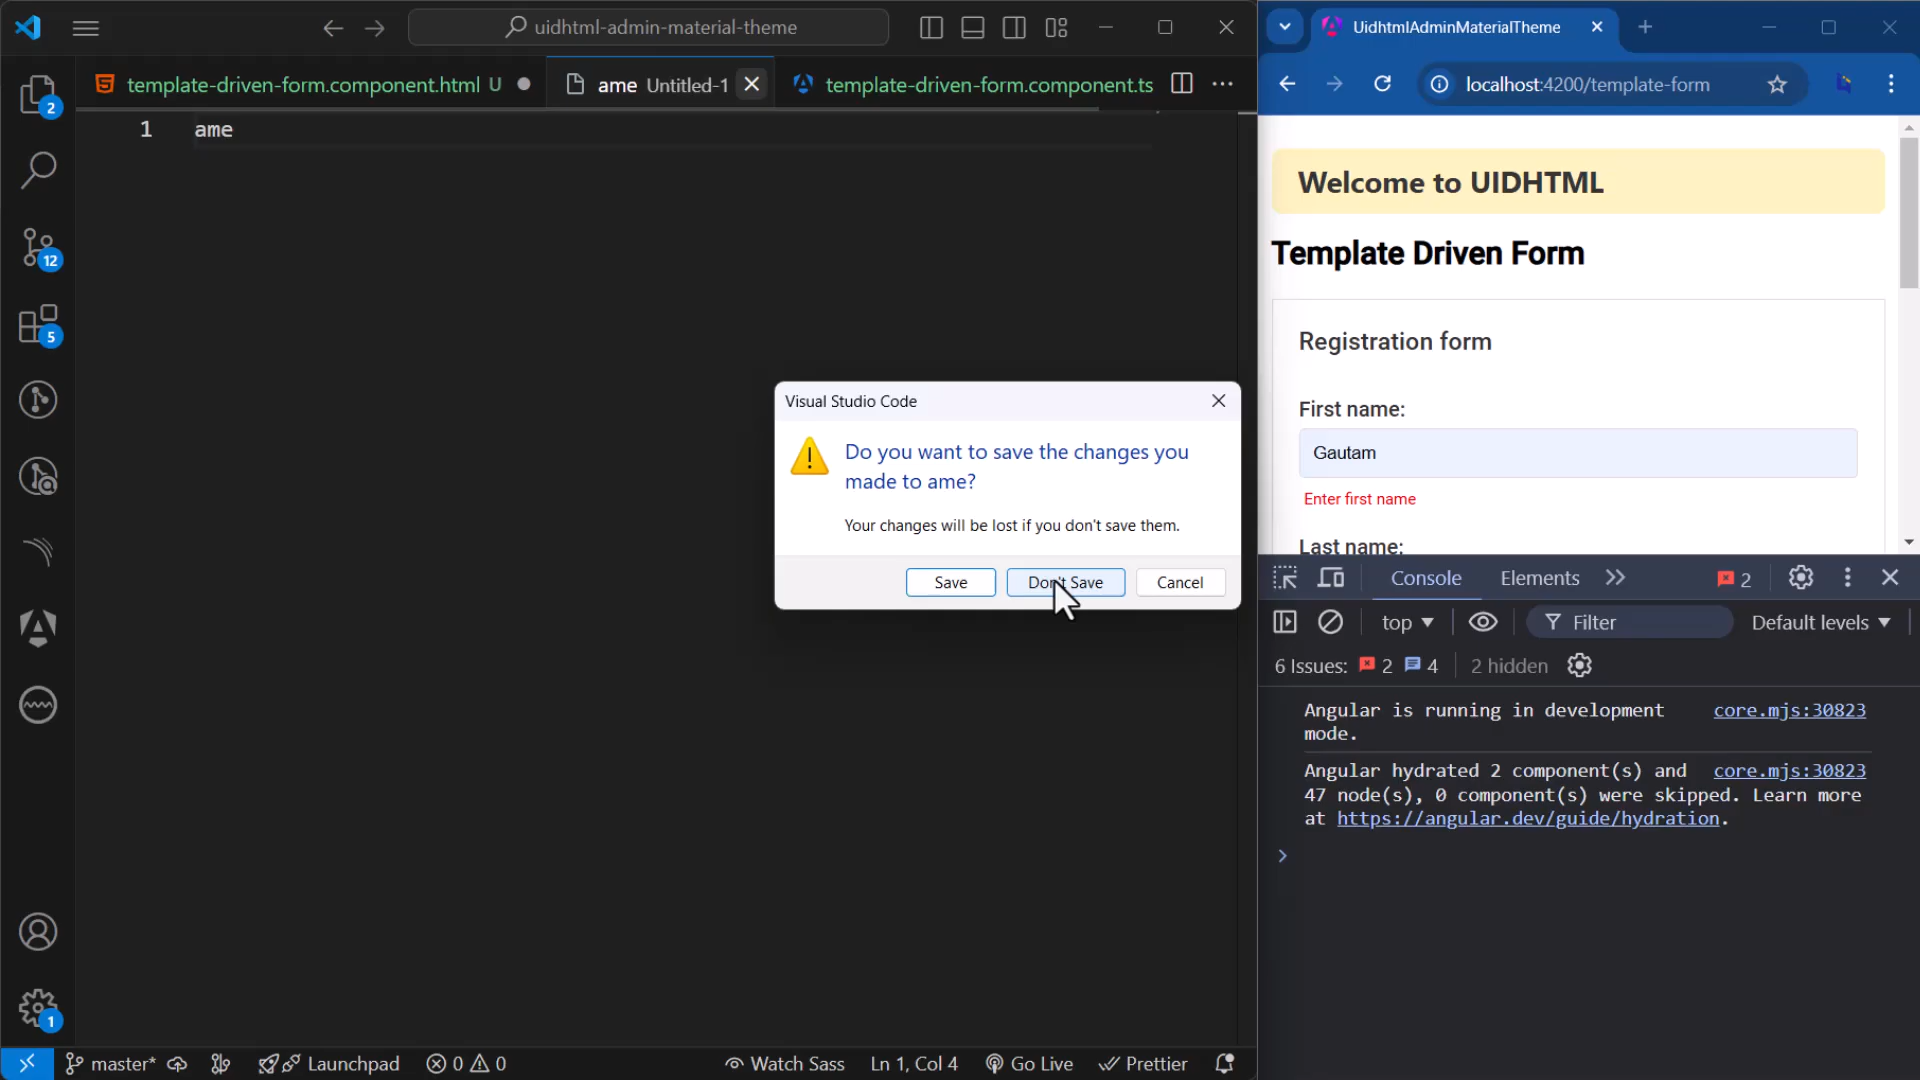 uidhtml-admin-material-theme
template-driven-form.component.html U
ame Untitled-1
template-driven-form.component.ts
1 ame
2
12
5
1
Visual Studio Code
Do you want to save the changes you
made to ame?
Your changes will be lost if you don't save them.
Save
Don't Save
Cancel
master*
Launchpad
0 0
Watch Sass
Ln 1, Col 4
Go Live
Prettier
UidhtmlAdminMaterialTheme
localhost:4200/template-form
Welcome to UIDHTML
Template Driven Form
Registration form
First name:
Gautam
Enter first name
Last name:
Console Elements 2
top Filter Default levels
6 Issues: 2 4 2 hidden
Angular is running in development core.mjs:30823
mode.
Angular hydrated 2 component(s) and core.mjs:30823
47 node(s), 0 component(s) were skipped. Learn more
at https://angular.dev/guide/hydration.